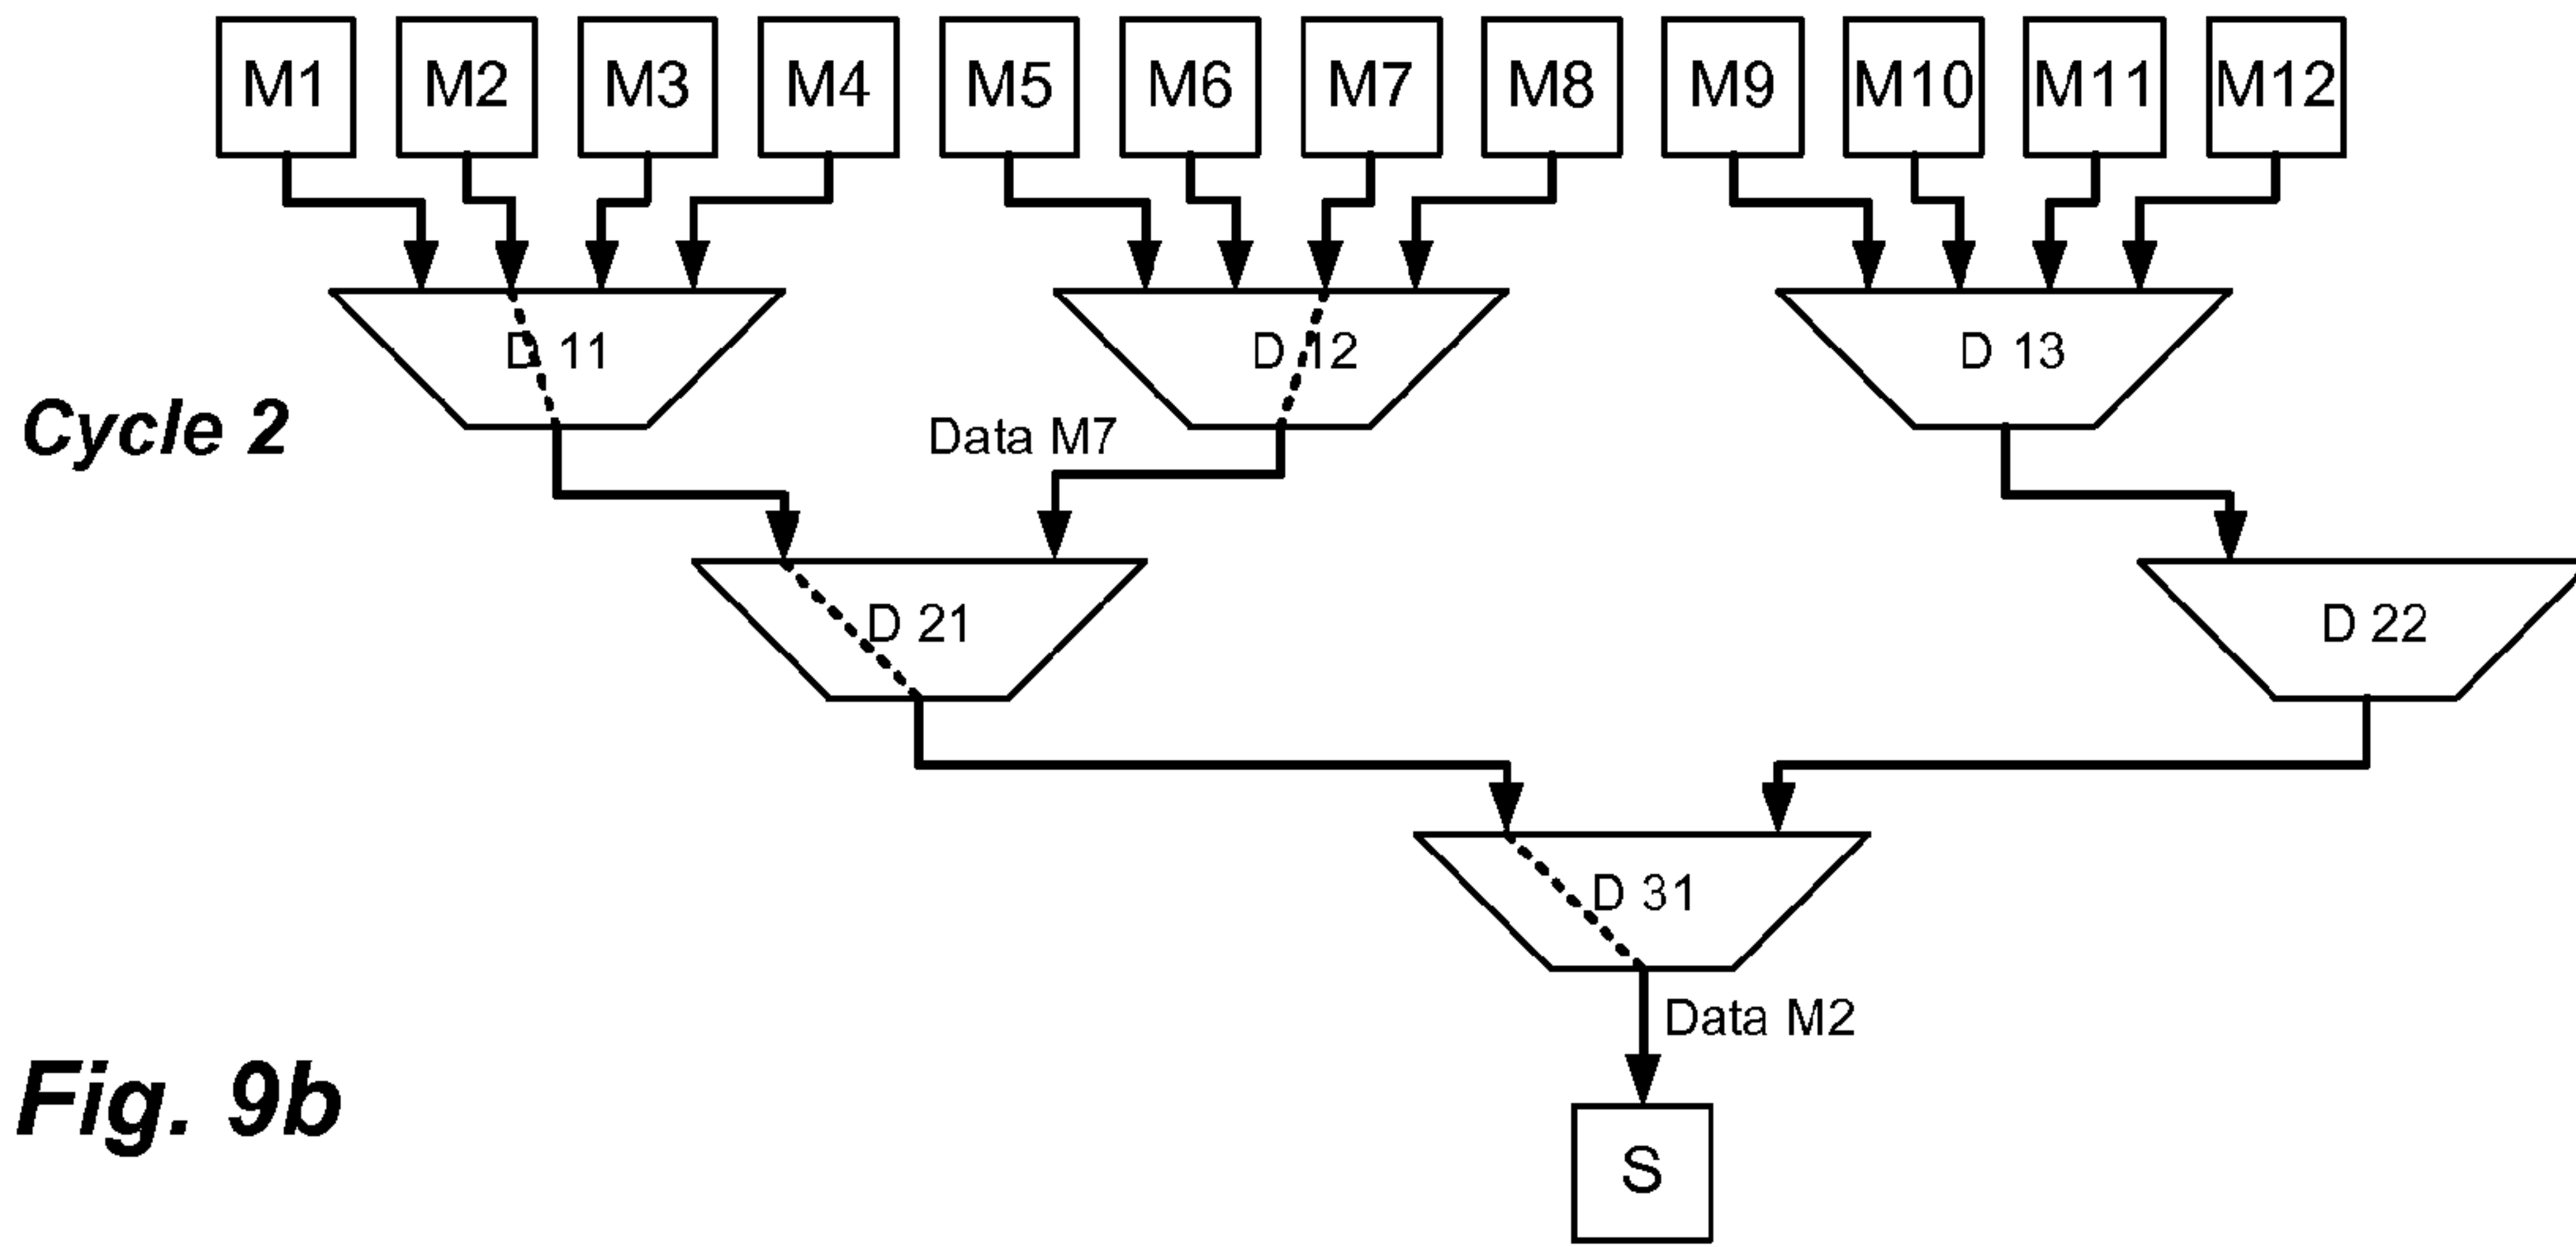 M1 M2 M3 M4 M5 M6 M7 M8 M9 M10 M11 M12
D 11 D 12 D 13
Cycle 2
Data M7
D 21 D 22
D 31
Data M2
Fig. 9b
S